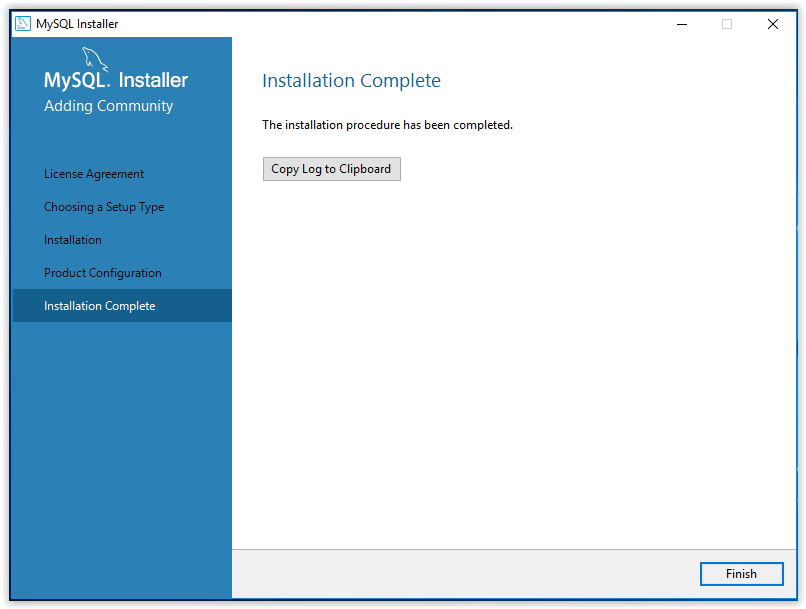 MySQL Installer
MySQL. Installer
Adding Community
License Agreement
Choosing a Setup Type
Installation
Product Configuration
Installation Complete
Installation Complete
The installation procedure has been completed.
Copy Log to Clipboard
Finish